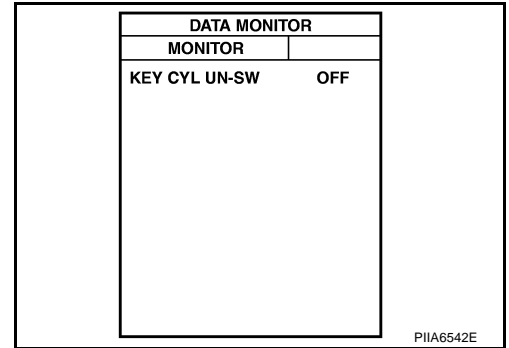 DATA MONITOR
MONITOR
KEY CYL UN-SW OFF
PIIA6542E